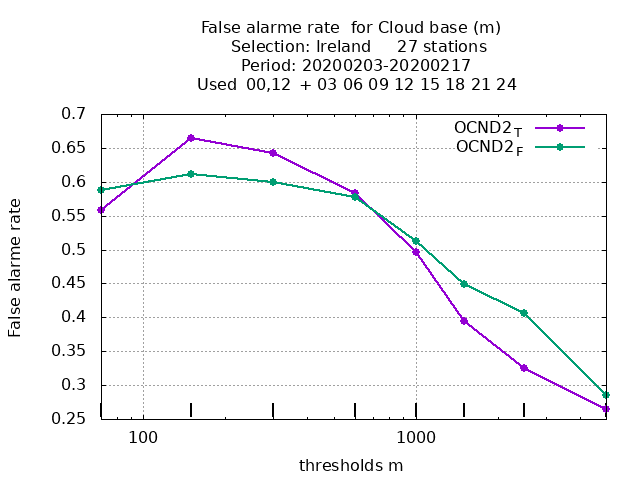 False alarme rate  for Cloud base (m)
Selection: Ireland     27 stations
Period: 20200203-20200217
Used  00,12  + 03 06 09 12 15 18 21 24
OCND2T
OCND2F
False alarme rate
0.7
0.65
0.6
0.55
0.5
0.45
0.4
0.35
0.3
0.25
100 1000
thresholds m